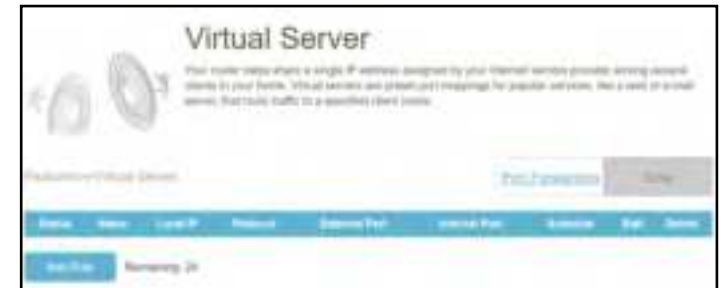 Virtual Server
Your router helps share a single IP address assigned by your Internet service provider among several
clients in your home. Virtual servers are preset port mappings for popular services, like a web or e-mail
server, that route traffic to a specified client inside.
Features Virtual Server
Port Forwarding Save
Status Name Local IP Protocol External Port Internal Port Schedule Edit Delete
Remaining: 24